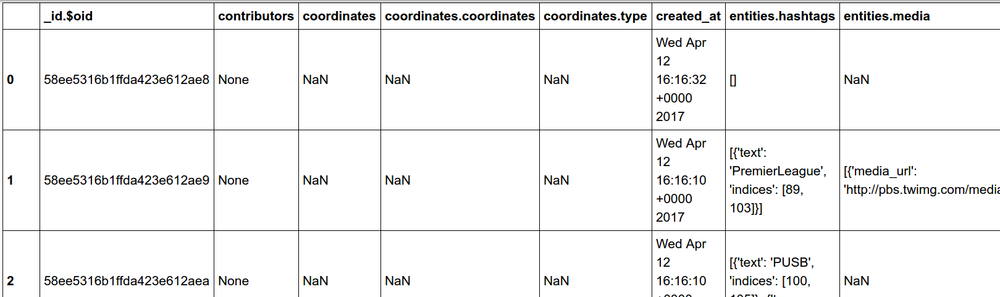 _id.$oid contributors coordinates coordinates.coordinates coordinates.type created_at entities.hashtags entities.media
0 58ee5316b1ffda423e612ae8 None NaN NaN NaN Wed Apr 12 16:16:32 +0000 2017 [] NaN
1 58ee5316b1ffda423e612ae9 None NaN NaN NaN Wed Apr 12 16:16:10 +0000 2017 [{'text': 'PremierLeague', 'indices': [89, 103]}] [{'media_url': 'http://pbs.twimg.com/media
2 58ee5316b1ffda423e612aea None NaN NaN NaN Wed Apr 12 16:16:10 +0000 [{'text': 'PUSB', 'indices': [100, NaN